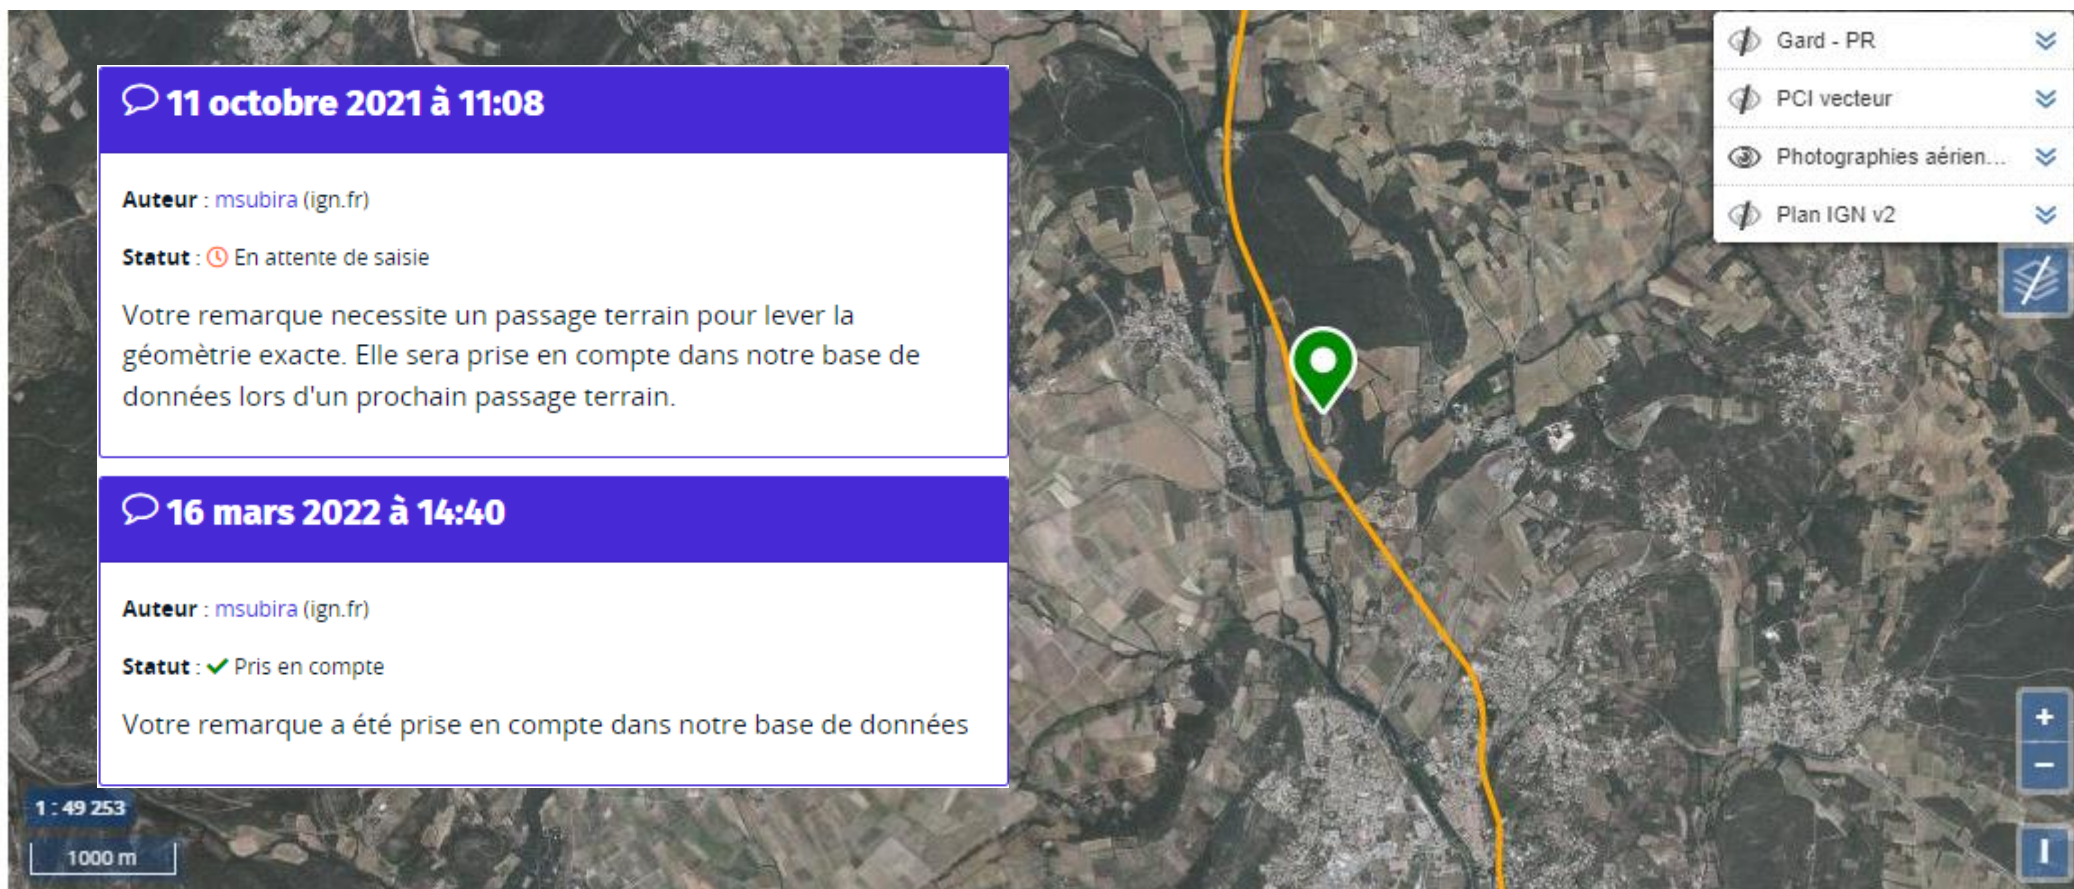 11 octobre 2021 à 11:08
Auteur : msubira (ign.fr)
Statut : En attente de saisie
Votre remarque necessite un passage terrain pour lever la
géomètrie exacte. Elle sera prise en compte dans notre base de
données lors d'un prochain passage terrain.
16 mars 2022 à 14:40
Auteur : msubira (ign.fr)
Statut : Pris en compte
Votre remarque a été prise en compte dans notre base de données
1 : 49 253
1000 m
Gard - PR
PCI vecteur
Photographies aérien...
Plan IGN v2
+
−
I